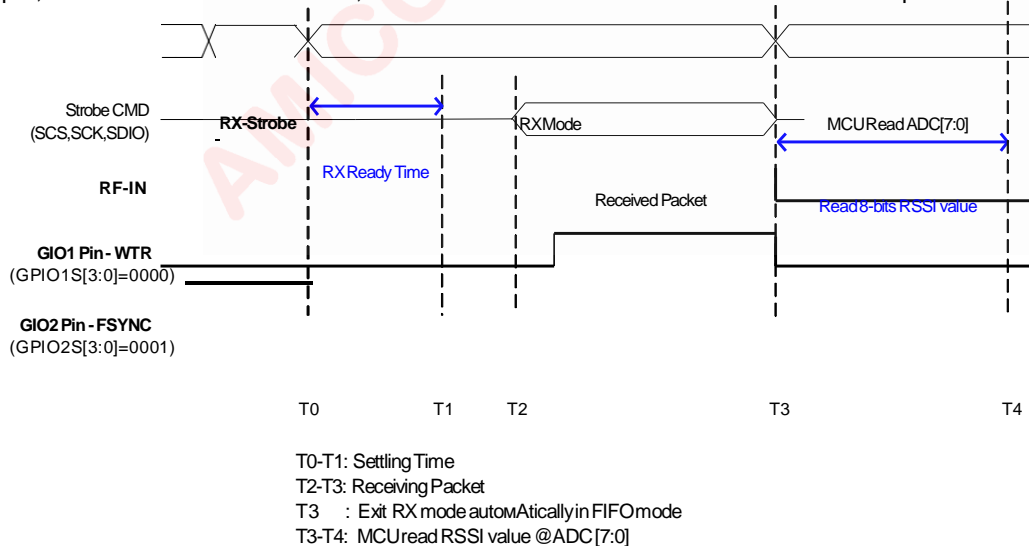 Strobe CMD
(SCS,SCK,SDIO)
RX-Strobe
RXMode
MCURead ADC[7:0]
RX Ready Time
RF-IN
Received Packet
Read 8-bits RSSI value
GIO1 Pin - WTR
(GPIO1S[3:0]=0000)
GIO2 Pin - FSYNC
(GPIO2S[3:0]=0001)
T0 T1 T2 T3 T4
T0-T1: Settling Time
T2-T3: Receiving Packet
T3 : Exit RX mode autoмAtically in FIFO mode
T3-T4: MCU read RSSI value @ADC [7:0]
AMICC